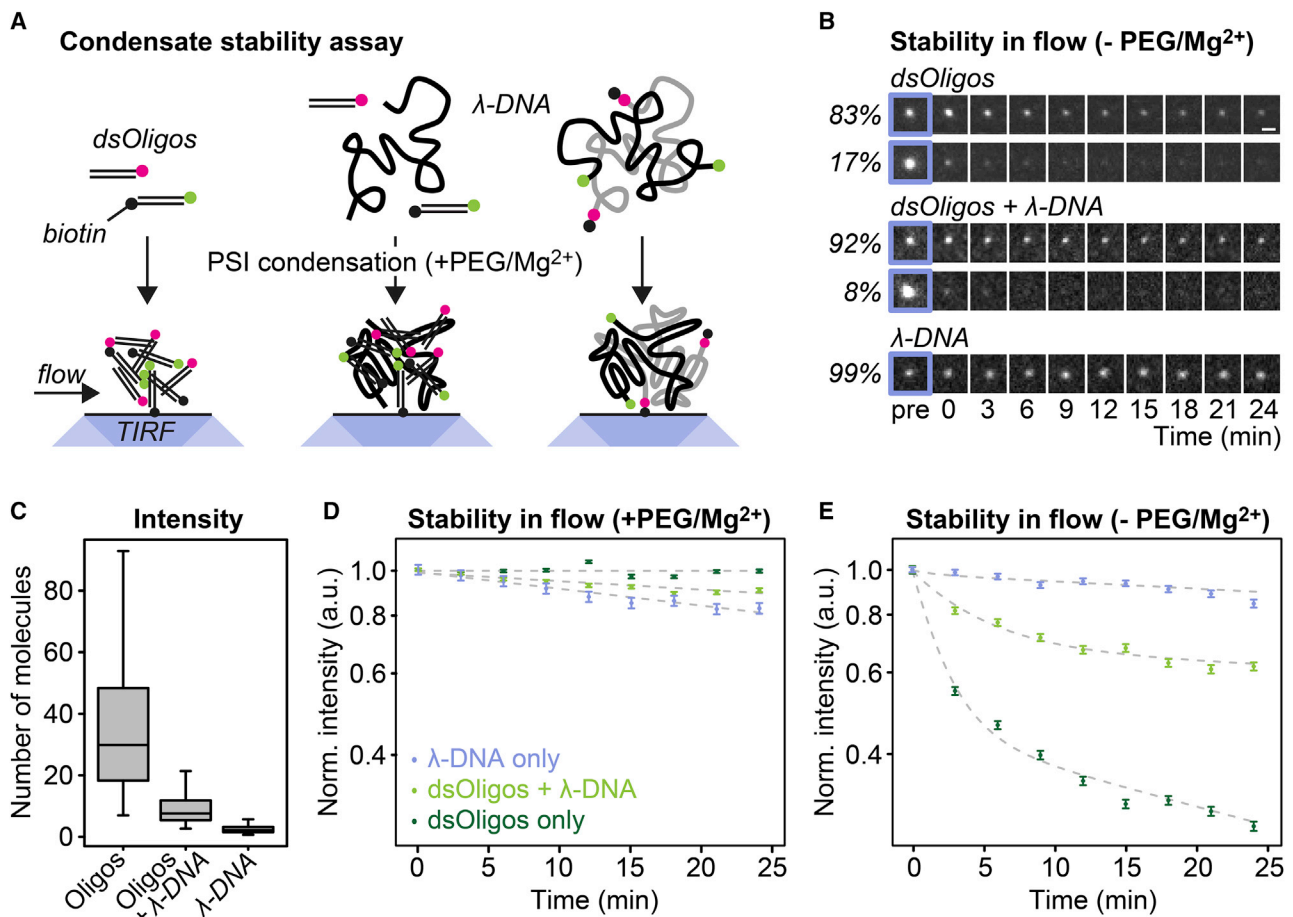 A
Condensate stability assay
dsOligos
biotin
λ-DNA
PSI condensation (+PEG/Mg²⁺)
flow
TIRF
B
Stability in flow (- PEG/Mg²⁺)
dsOligos
83%
17%
dsOligos + λ-DNA
92%
8%
λ-DNA
99%
pre 0 3 6 9 12 15 18 21 24
Time (min)
C
Intensity
Number of molecules
80
60
40
20
0
Oligos
Oligos
+ λ-DNA
λ-DNA
D
Stability in flow (+PEG/Mg²⁺)
Norm. intensity (a.u.)
1.0
0.8
0.6
0.4
λ-DNA only
dsOligos + λ-DNA
dsOligos only
0 5 10 15 20 25
Time (min)
E
Stability in flow (- PEG/Mg²⁺)
Norm. intensity (a.u.)
1.0
0.8
0.6
0.4
0 5 10 15 20 25
Time (min)